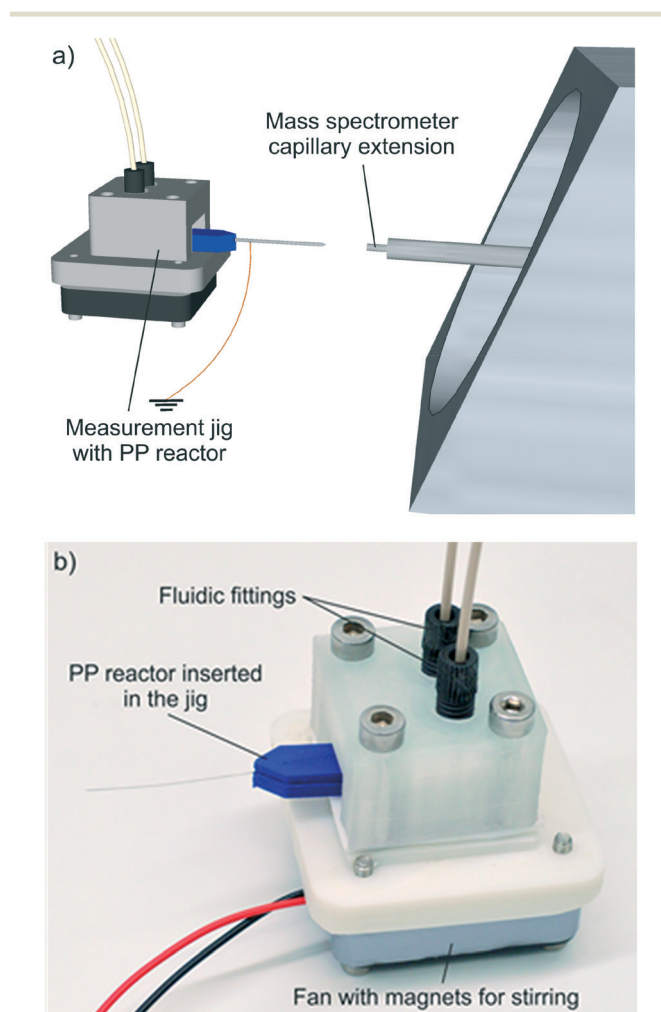 a)
Mass spectrometer
capillary extension
Measurement jig
with PP reactor
b)
Fluidic fittings
PP reactor inserted
in the jig
Fan with magnets for stirring